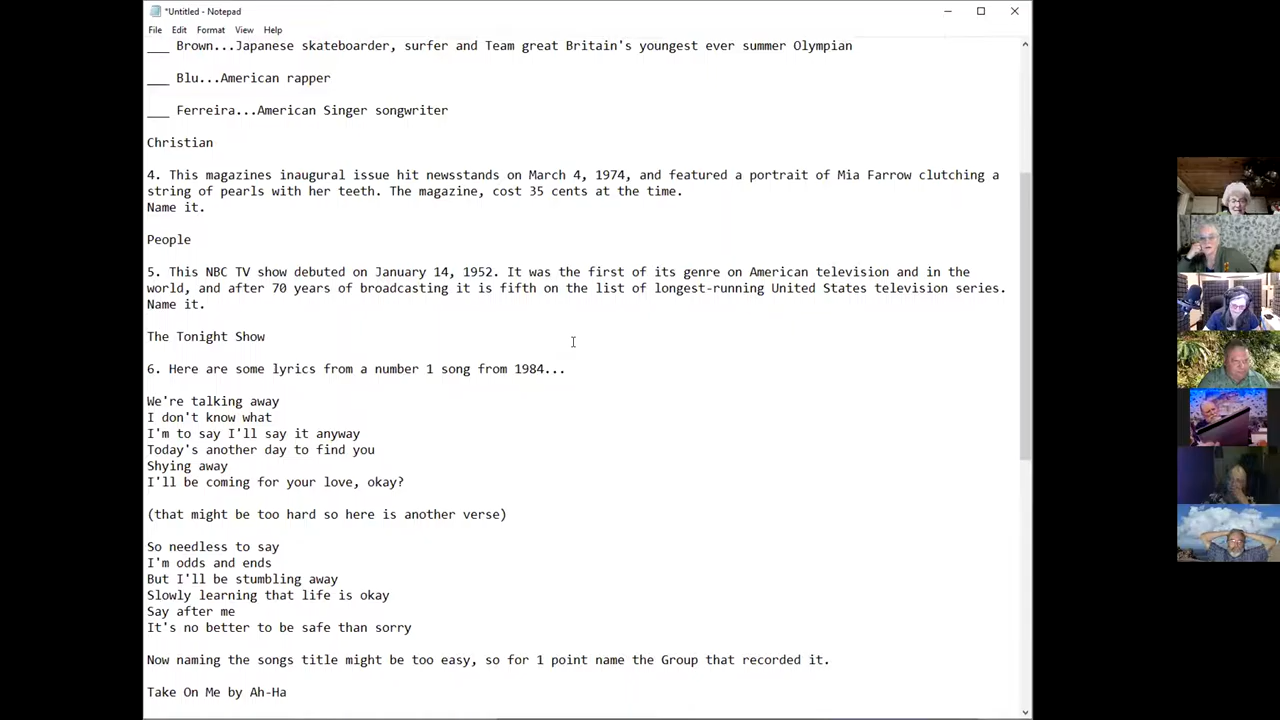 *Untitled - Notepad
File Edit Format View Help
___ Brown...Japanese skateboarder, surfer and Team great Britain's youngest ever summer Olympian
___ Blu...American rapper
___ Ferreira...American Singer songwriter
Christian
4. This magazines inaugural issue hit newsstands on March 4, 1974, and featured a portrait of Mia Farrow clutching a
string of pearls with her teeth. The magazine, cost 35 cents at the time.
Name it.
People
5. This NBC TV show debuted on January 14, 1952. It was the first of its genre on American television and in the
world, and after 70 years of broadcasting it is fifth on the list of longest-running United States television series.
Name it.
The Tonight Show
6. Here are some lyrics from a number 1 song from 1984...
We're talking away
I don't know what
I'm to say I'll say it anyway
Today's another day to find you
Shying away
I'll be coming for your love, okay?
(that might be too hard so here is another verse)
So needless to say
I'm odds and ends
But I'll be stumbling away
Slowly learning that life is okay
Say after me
It's no better to be safe than sorry
Now naming the songs title might be too easy, so for 1 point name the Group that recorded it.
Take On Me by Ah-Ha